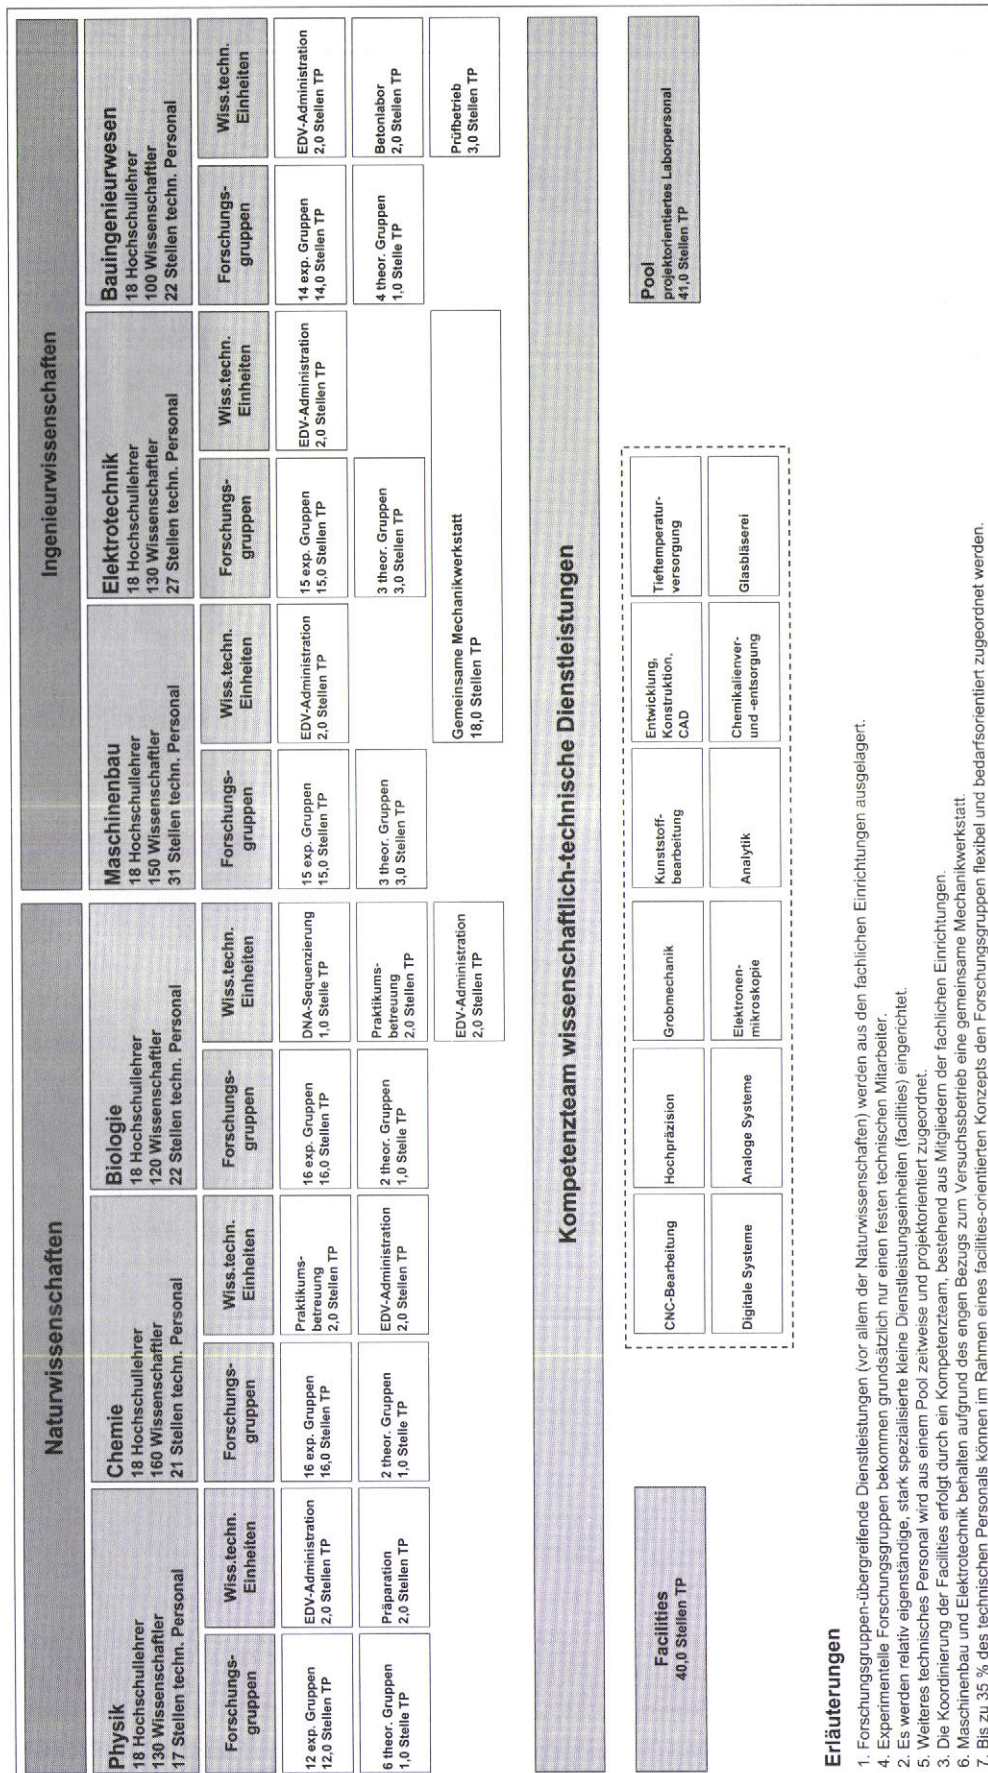 Naturwissenschaften
Ingenieurwissenschaften
Physik
18 Hochschullehrer
130 Wissenschaftler
17 Stellen techn. Personal
Chemie
18 Hochschullehrer
160 Wissenschaftler
21 Stellen techn. Personal
Biologie
18 Hochschullehrer
120 Wissenschaftler
22 Stellen techn. Personal
Maschinenbau
18 Hochschullehrer
150 Wissenschaftler
31 Stellen techn. Personal
Elektrotechnik
18 Hochschullehrer
130 Wissenschaftler
27 Stellen techn. Personal
Bauingenieurwesen
18 Hochschullehrer
100 Wissenschaftler
22 Stellen techn. Personal
Forschungs-
gruppen
Wiss.techn.
Einheiten
Forschungs-
gruppen
Wiss.techn.
Einheiten
Forschungs-
gruppen
Wiss.techn.
Einheiten
Forschungs-
gruppen
Wiss.techn.
Einheiten
Forschungs-
gruppen
Wiss.techn.
Einheiten
Forschungs-
gruppen
Wiss.techn.
Einheiten
12 exp. Gruppen
12,0 Stellen TP
EDV-Administration
2,0 Stellen TP
16 exp. Gruppen
16,0 Stellen TP
Praktikums-
betreuung
2,0 Stellen TP
16 exp. Gruppen
16,0 Stellen TP
DNA-Sequenzierung
1,0 Stelle TP
15 exp. Gruppen
15,0 Stellen TP
EDV-Administration
2,0 Stellen TP
15 exp. Gruppen
15,0 Stellen TP
EDV-Administration
2,0 Stellen TP
14 exp. Gruppen
14,0 Stellen TP
EDV-Administration
2,0 Stellen TP
6 theor. Gruppen
1,0 Stelle TP
Präparation
2,0 Stellen TP
2 theor. Gruppen
1,0 Stelle TP
EDV-Administration
2,0 Stellen TP
2 theor. Gruppen
1,0 Stelle TP
Praktikums-
betreuung
2,0 Stellen TP
3 theor. Gruppen
3,0 Stellen TP
3 theor. Gruppen
3,0 Stellen TP
4 theor. Gruppen
1,0 Stelle TP
Betonlabor
2,0 Stellen TP
EDV-Administration
2,0 Stellen TP
Gemeinsame Mechanikwerkstatt
18,0 Stellen TP
Prüfbetrieb
3,0 Stellen TP
Kompetenzteam wissenschaftlich-technische Dienstleistungen
Facilities
40,0 Stellen TP
CNC-Bearbeitung
Hochpräzision
Grobmechanik
Kunststoff-
bearbeitung
Entwicklung,
Konstruktion,
CAD
Tieftemperatur-
versorgung
Digitale Systeme
Analoge Systeme
Elektronen-
mikroskopie
Analytik
Chemikalienver-
und -entsorgung
Glasbläserei
Pool
projektorientiertes Laborpersonal
41,0 Stellen TP
Erläuterungen
1. Forschungsgruppen-übergreifende Dienstleistungen (vor allem der Naturwissenschaften) werden aus den fachlichen Einrichtungen ausgelagert.
4. Experimentelle Forschungsgruppen bekommen grundsätzlich nur einen festen technischen Mitarbeiter.
2. Es werden relativ eigenständige, stark spezialisierte kleine Dienstleistungseinheiten (facilities) eingerichtet.
5. Weiteres technisches Personal wird aus einem Pool zeitweise und projektorientiert zugeordnet.
3. Die Koordinierung der Facilities erfolgt durch ein Kompetenzteam, bestehend aus Mitgliedern der fachlichen Einrichtungen.
6. Maschinenbau und Elektrotechnik behalten aufgrund des engen Bezugs zum Versuchssbetrieb eine gemeinsame Mechanikwerkstatt.
7. Bis zu 35 % des technischen Personals können im Rahmen eines facilities-orientierten Konzepts den Forschungsgruppen flexibel und bedarfsorientiert zugeordnet werden.